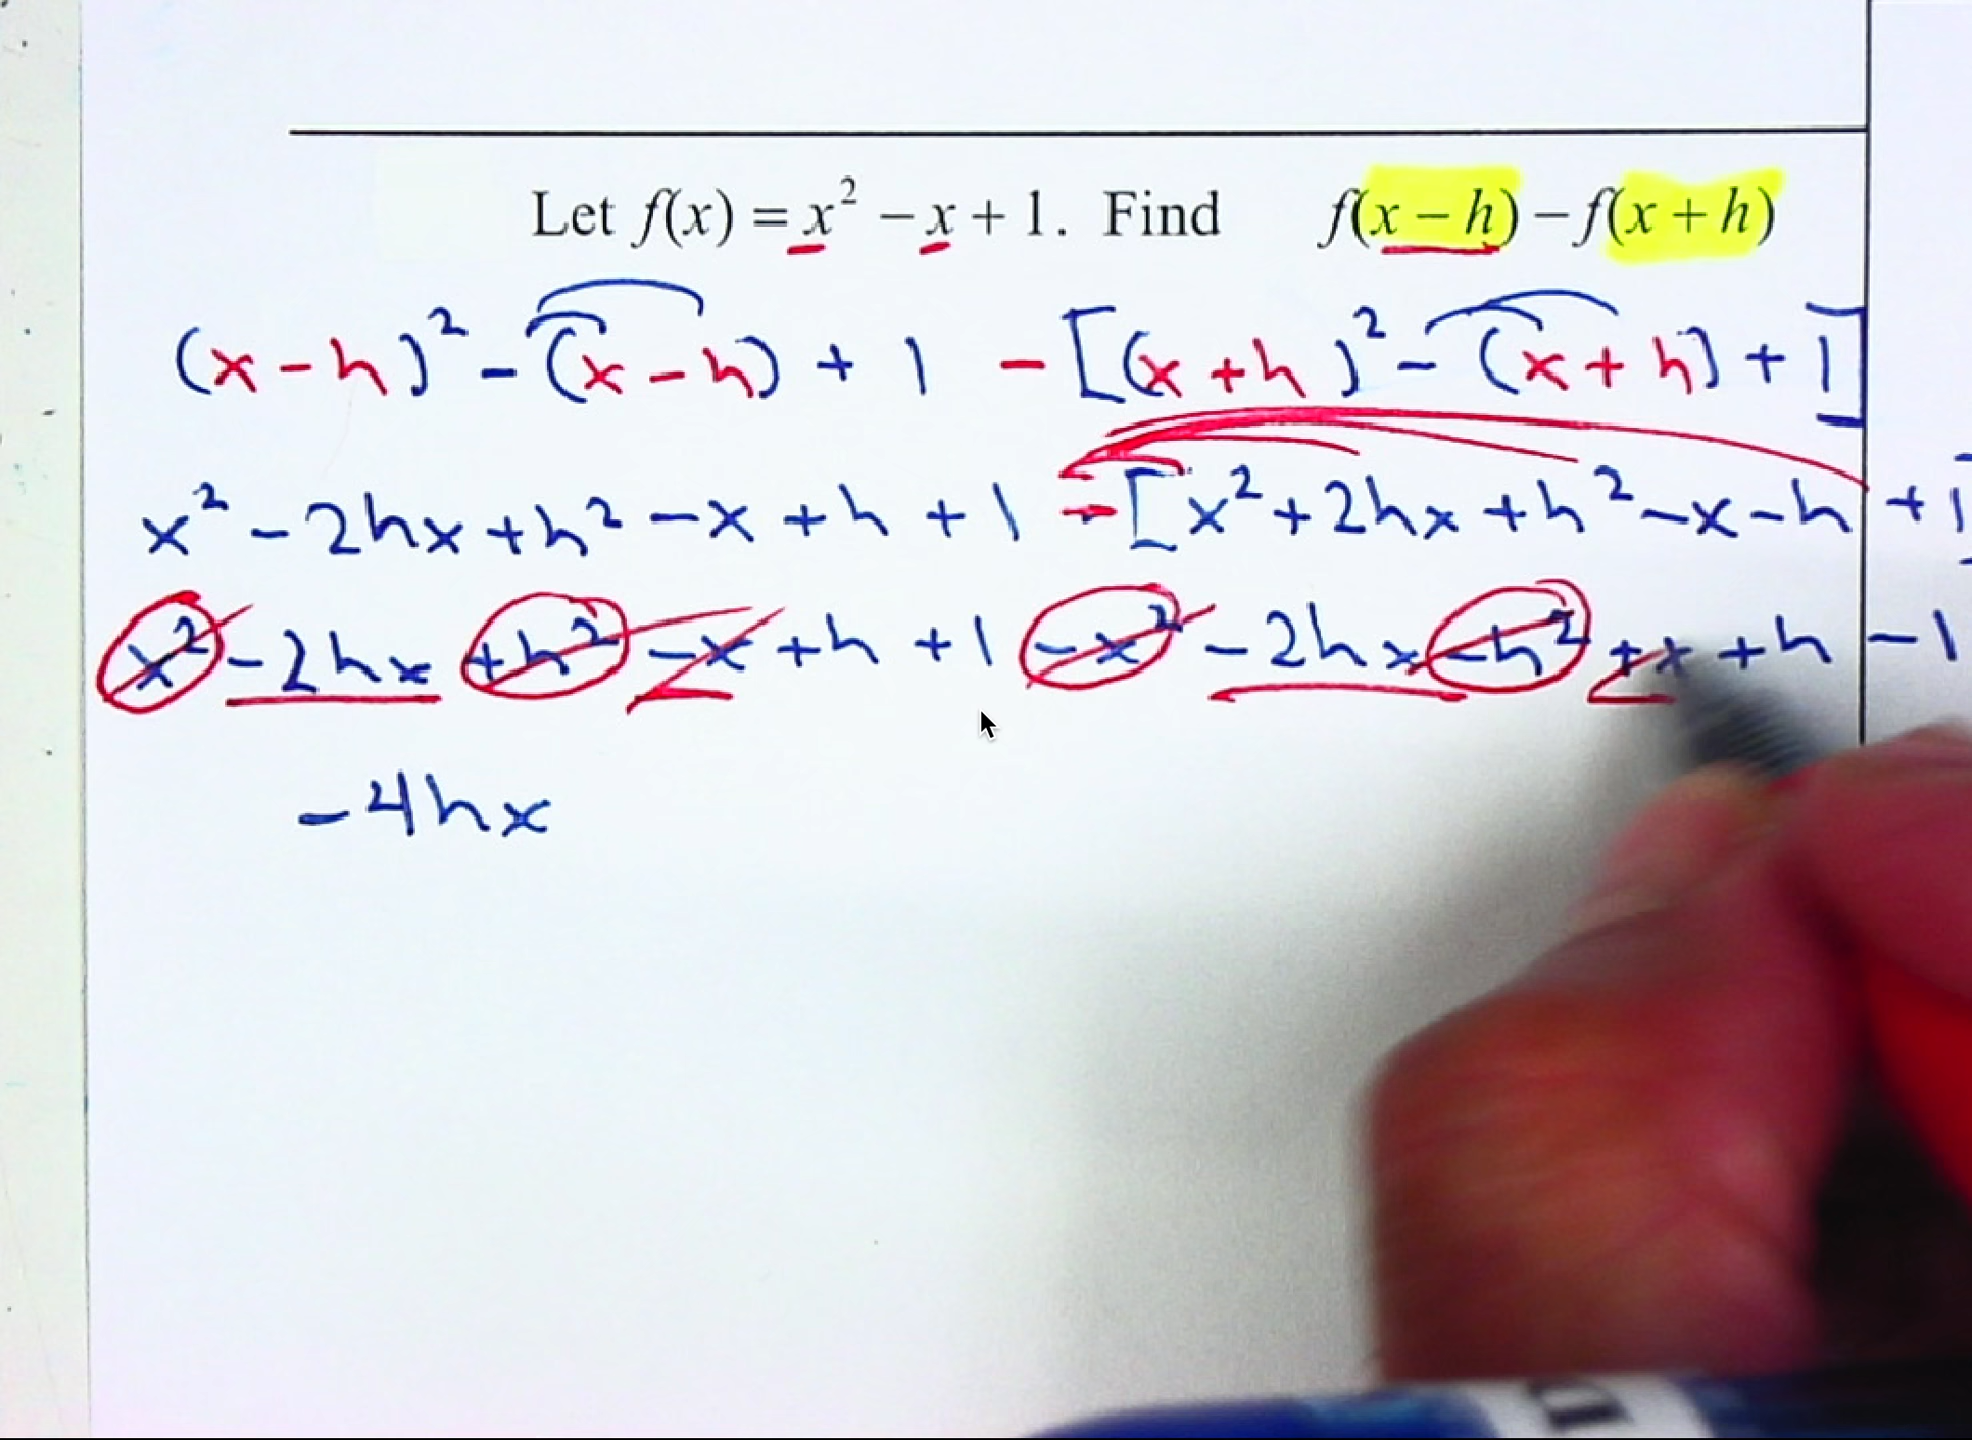 Let f(x) = x² − x + 1. Find f(x − h) − f(x + h)
(x - h)² - (x - h) + 1 - [(x + h)² - (x + h) + 1]
x² - 2hx + h² - x + h + 1 - [x² + 2hx + h² - x - h + 1]
x² - 2hx + h² - x + h + 1 - x² - 2hx - h² + x + h - 1
- 4hx